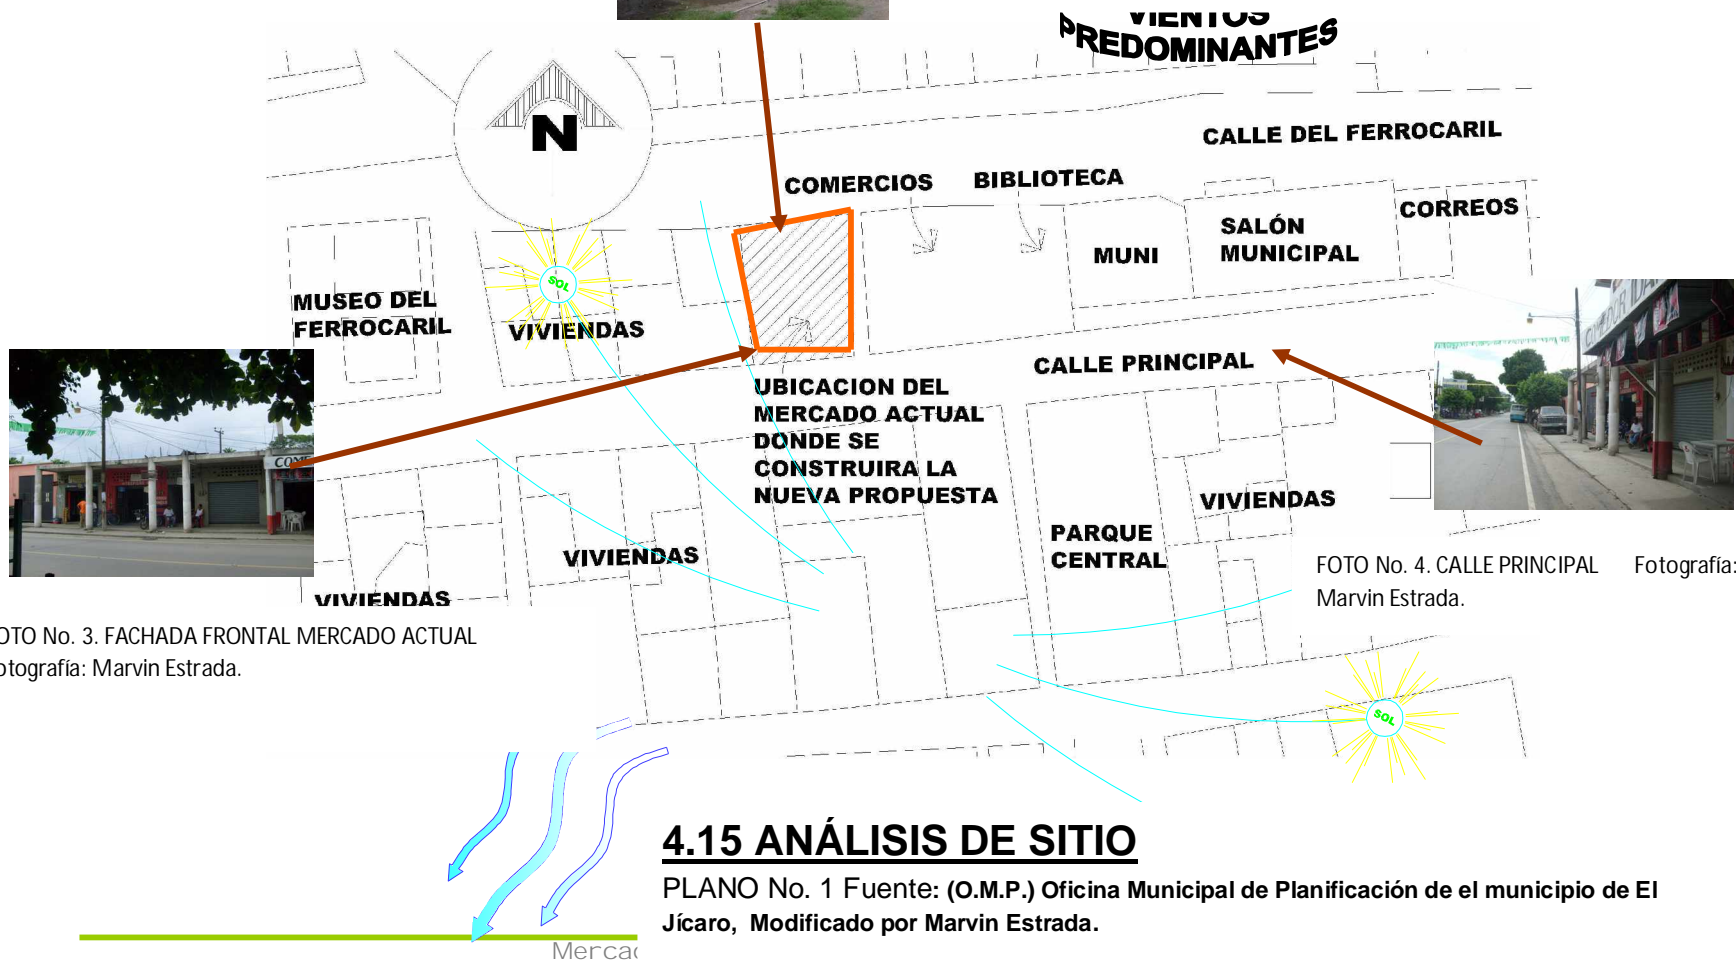 VIENTOS
PREDOMINANTES
N
CALLE DEL FERROCARIL
COMERCIOS
BIBLIOTECA
CORREOS
SALÓN
MUNICIPAL
MUNI
MUSEO DEL
FERROCARIL
SOL
VIVIENDAS
CALLE PRINCIPAL
UBICACION DEL
MERCADO ACTUAL
DONDE SE
CONSTRUIRA LA
NUEVA PROPUESTA
VIVIENDAS
PARQUE
CENTRAL
VIVIENDAS
VIVIENDAS
FOTO No. 4. CALLE PRINCIPAL Fotografía:
Marvin Estrada.
OTO No. 3. FACHADA FRONTAL MERCADO ACTUAL
otografía: Marvin Estrada.
SOL
4.15 ANÁLISIS DE SITIO
PLANO No. 1 Fuente: (O.M.P.) Oficina Municipal de Planificación de el municipio de El
Jícaro, Modificado por Marvin Estrada.
Merca